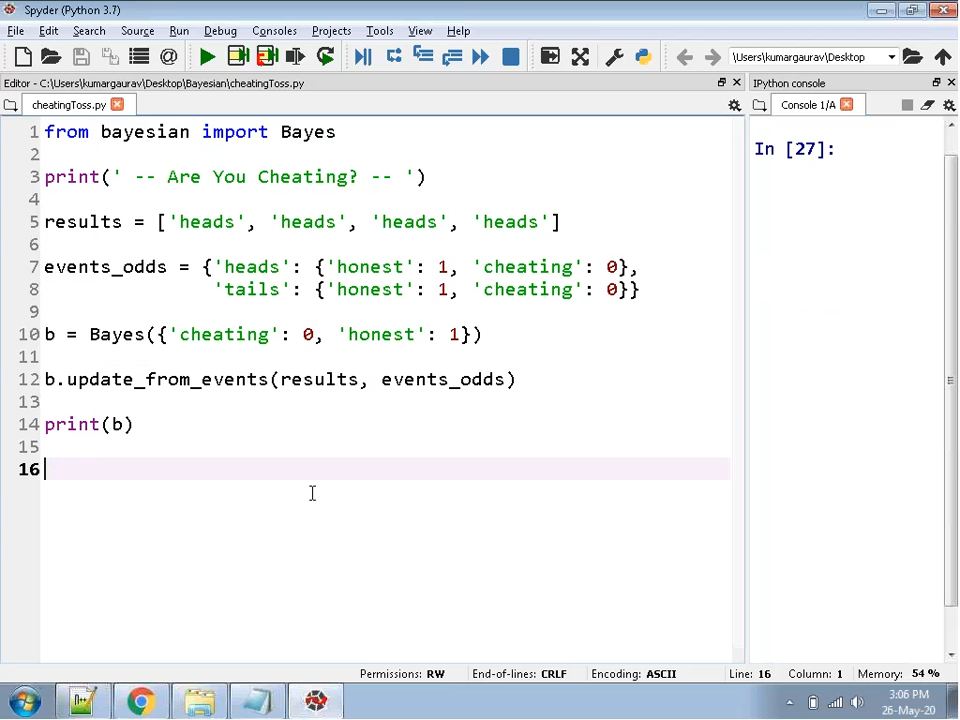 Spyder (Python 3.7)
File Edit Search Source Run Debug Consoles Projects Tools View Help
\Users\kumargaurav\Desktop
Editor - C:\Users\kumargaurav\Desktop\Bayesian\cheatingToss.py
IPython console
cheatingToss.py
Console 1/A
1 from bayesian import Bayes
2
3 print(' -- Are You Cheating? -- ')
4
5 results = ['heads', 'heads', 'heads', 'heads']
6
7 events_odds = {'heads': {'honest': 1, 'cheating': 0},
8 'tails': {'honest': 1, 'cheating': 0}}
9
10 b = Bayes({'cheating': 0, 'honest': 1})
11
12 b.update_from_events(results, events_odds)
13
14 print(b)
15
16
In [27]:
Permissions: RW End-of-lines: CRLF Encoding: ASCII Line: 16 Column: 1 Memory: 54 %
3:06 PM
26-May-20